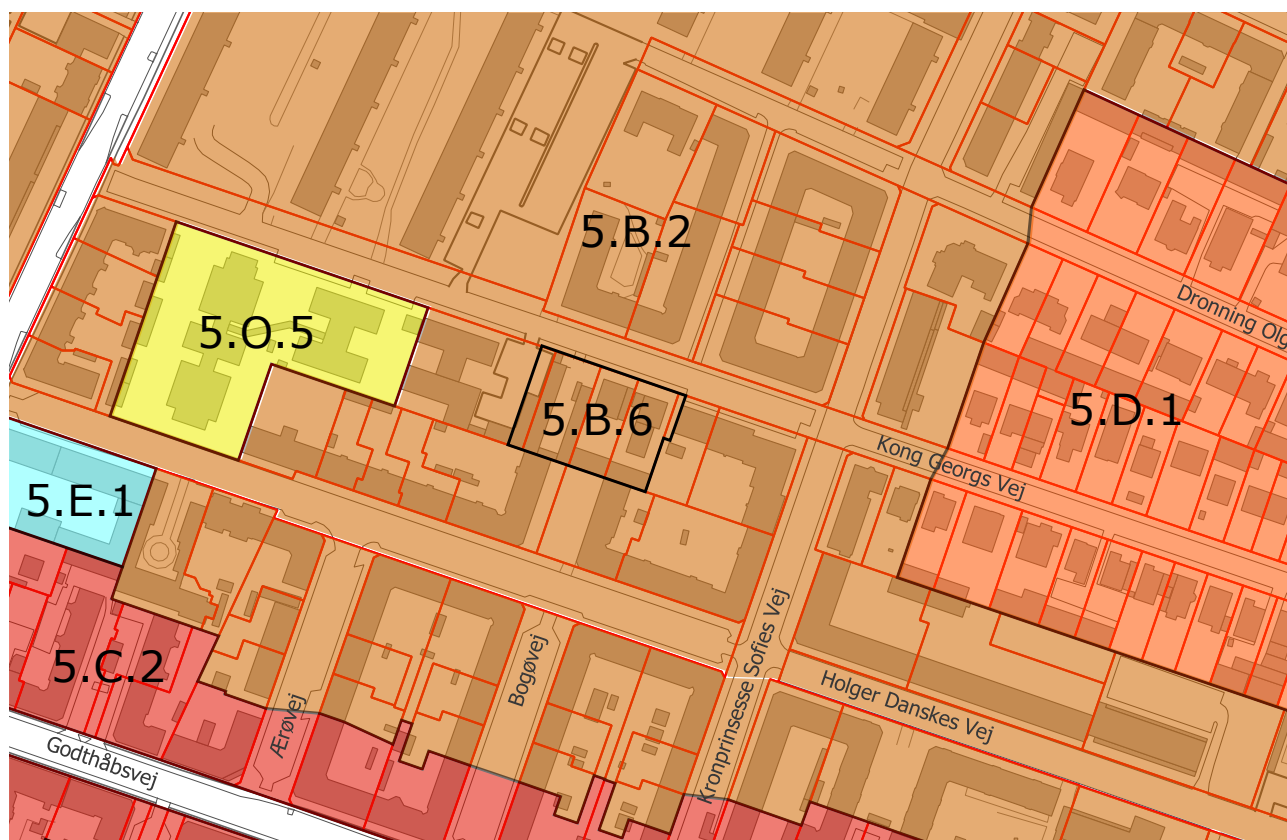 5.B.2
Dronning Olg
5.O.5
5.D.1
5.B.6
Kong Georgs Vej
5.E.1
Kronprinsesse Sofies Vej
Bogøvej
5.C.2
Holger Danskes Vej
Ærøvej
Godthåbsvej